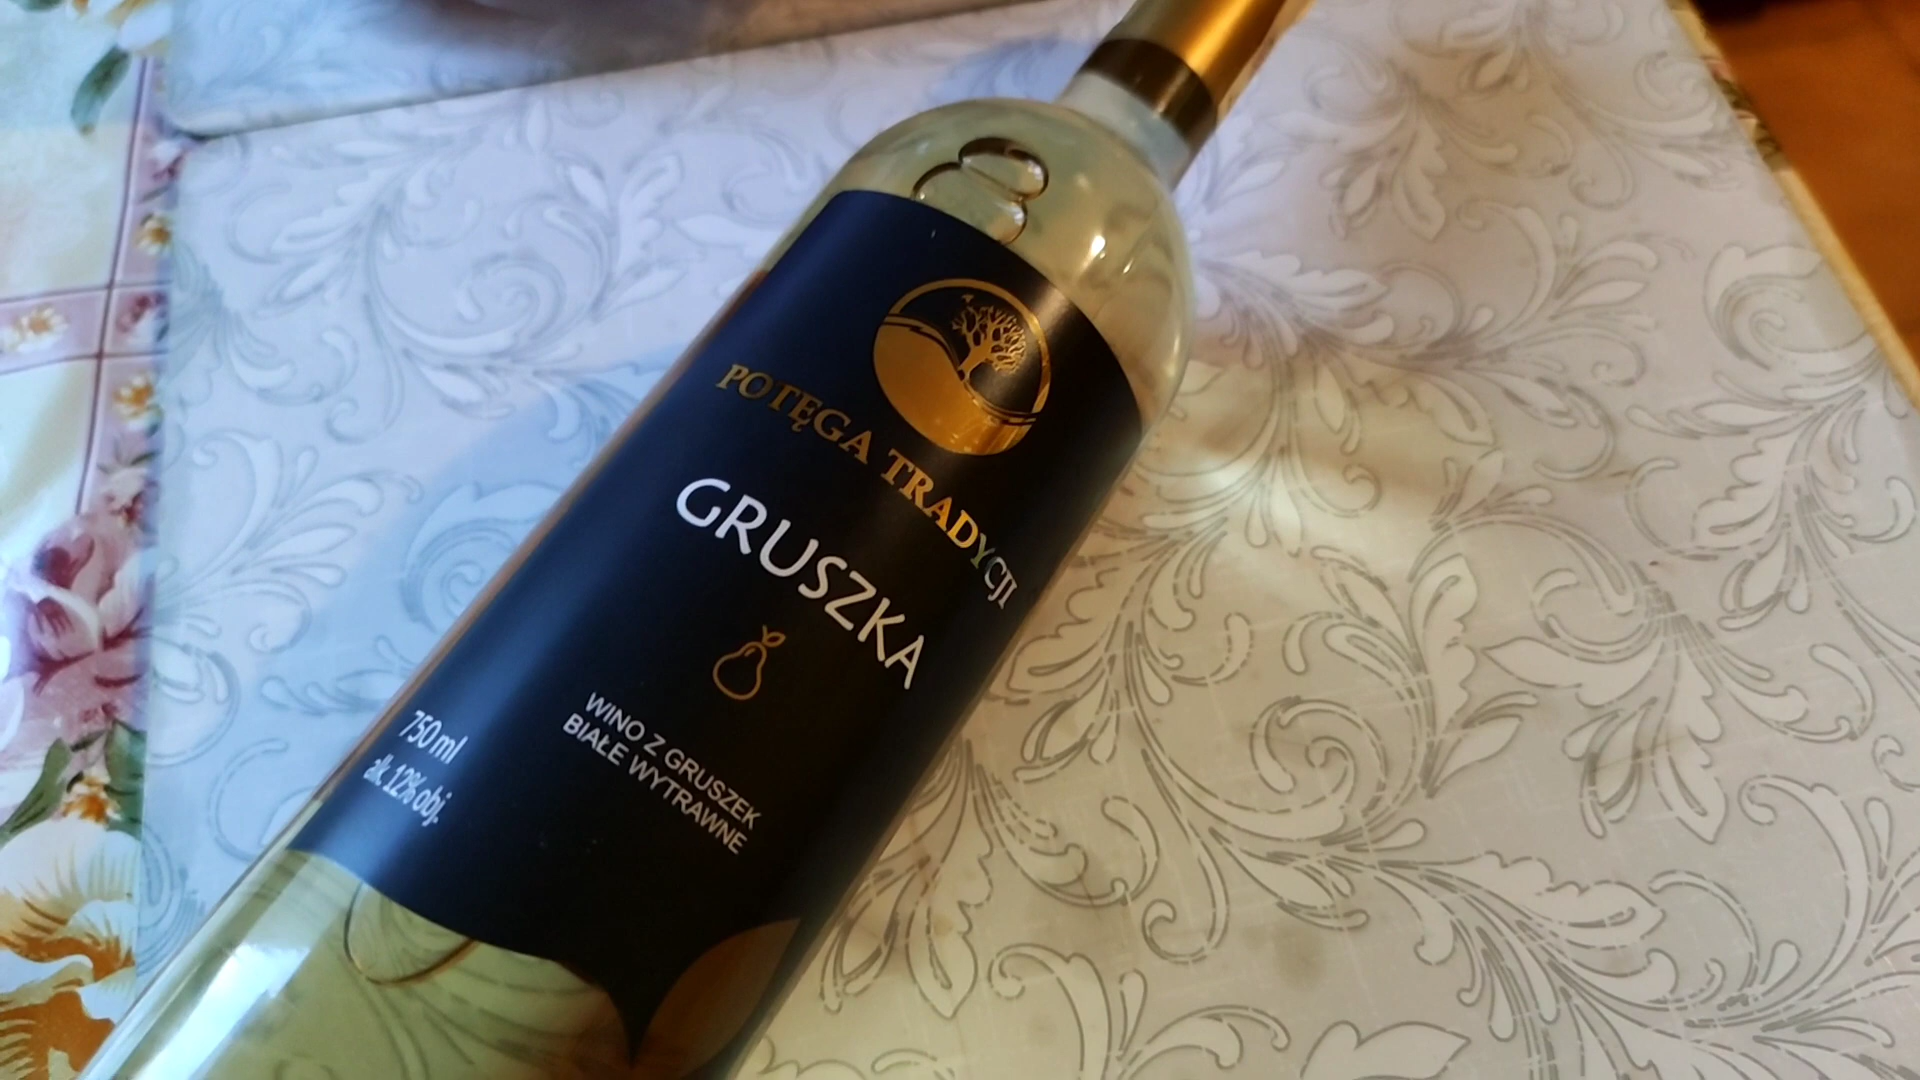 POTĘGA TRADYCJI
GRUSZKA
WINO Z GRUSZEK
BIAŁE WYTRAWNE
750 ml
alk. 12% obj.